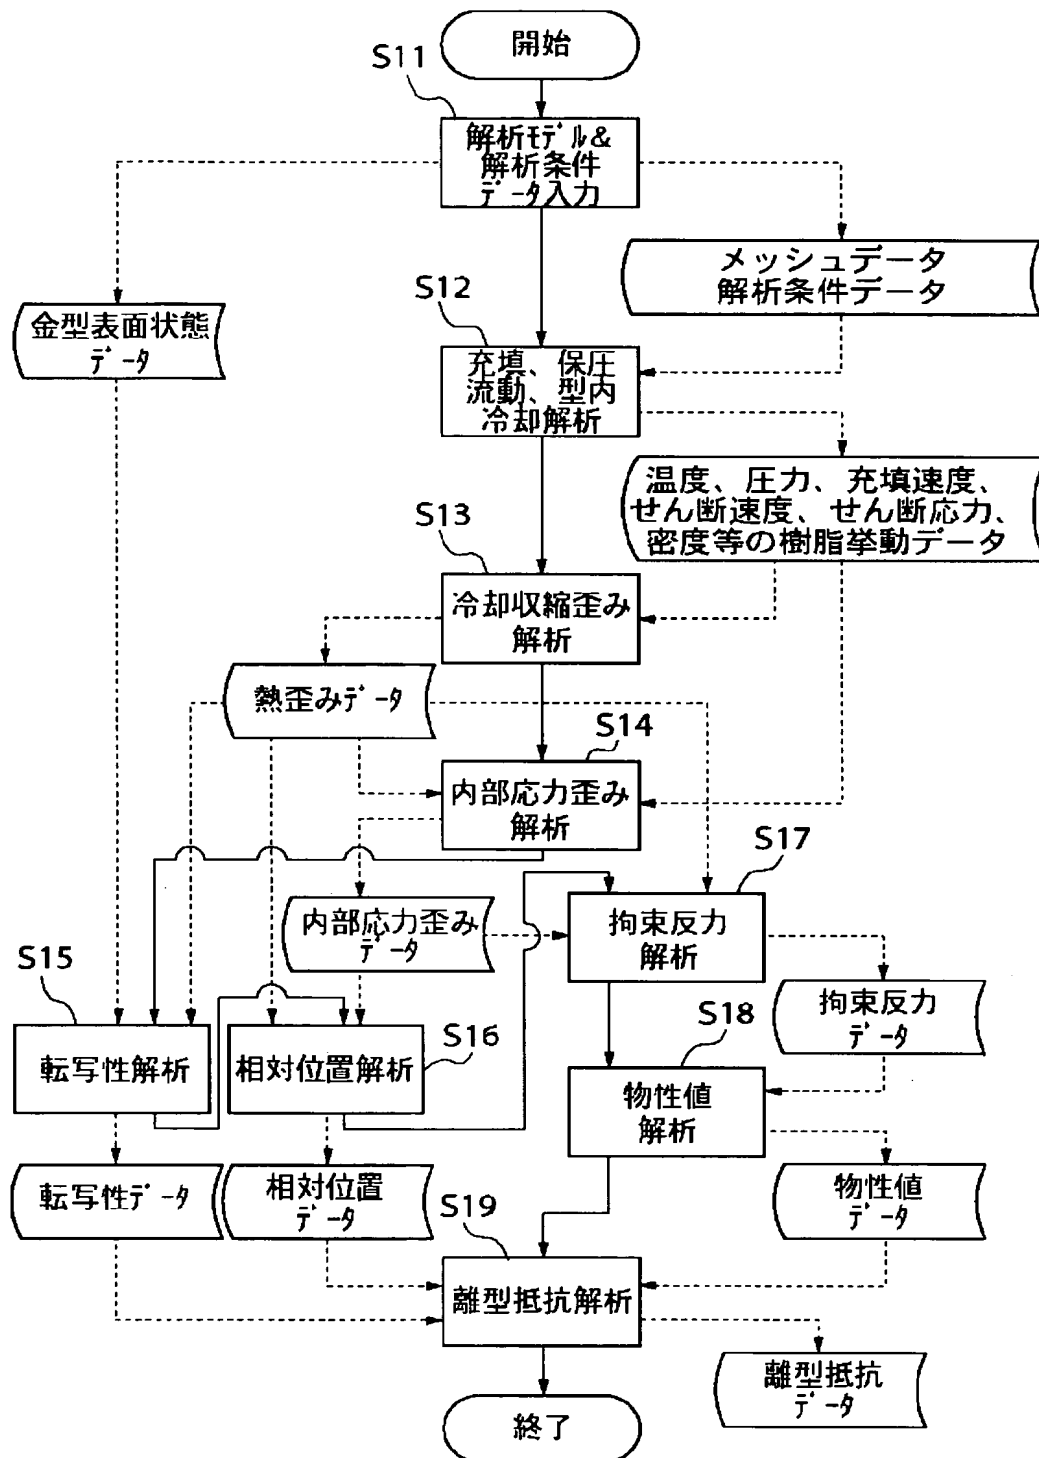 開始
S11
解析モデル&
解析条件
データ入力
メッシュデータ
解析条件データ
S12
金型表面状態
データ
充填、保圧
流動、型内
冷却解析
温度、圧力、充填速度、
せん断速度、せん断応力、
密度等の樹脂挙動データ
S13
冷却収縮歪み
解析
熱歪みデータ
S14
内部応力歪み
解析
S17
内部応力歪み
データ
拘束反力
解析
S15
転写性解析
相対位置解析
S16
S18
拘束反力
データ
物性値
解析
転写性データ
相対位置
データ
物性値
データ
S19
離型抵抗解析
離型抵抗
データ
終了